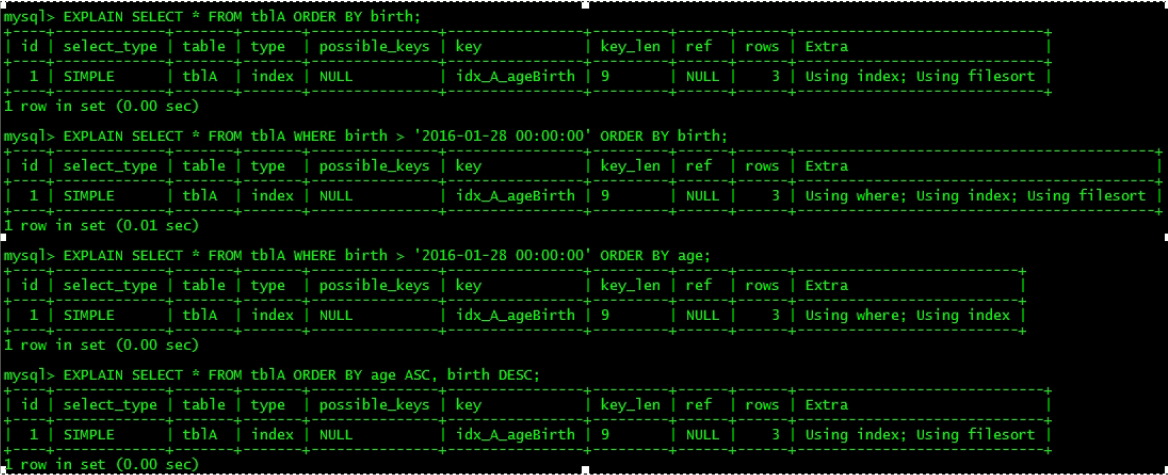 mysql> EXPLAIN SELECT * FROM tblA ORDER BY birth;
+----+-------------+-------+-------+---------------+----------------+---------+------+------+-----------------------------+
| id | select_type | table | type | possible_keys | key | key_len | ref | rows | Extra |
| 1 | SIMPLE | tblA | index | NULL | idx_A_ageBirth | 9 | NULL | 3 | Using index; Using filesort |
1 row in set (0.00 sec)
mysql> EXPLAIN SELECT * FROM tblA WHERE birth > '2016-01-28 00:00:00' ORDER BY birth;
| id | select_type | table | type | possible_keys | key | key_len | ref | rows | Extra |
| 1 | SIMPLE | tblA | index | NULL | idx_A_ageBirth | 9 | NULL | 3 | Using where; Using index; Using filesort |
1 row in set (0.01 sec)
mysql> EXPLAIN SELECT * FROM tblA WHERE birth > '2016-01-28 00:00:00' ORDER BY age;
| id | select_type | table | type | possible_keys | key | key_len | ref | rows | Extra |
| 1 | SIMPLE | tblA | index | NULL | idx_A_ageBirth | 9 | NULL | 3 | Using where; Using index |
1 row in set (0.00 sec)
mysql> EXPLAIN SELECT * FROM tblA ORDER BY age ASC, birth DESC;
| id | select_type | table | type | possible_keys | key | key_len | ref | rows | Extra |
| 1 | SIMPLE | tblA | index | NULL | idx_A_ageBirth | 9 | NULL | 3 | Using index; Using filesort |
1 row in set (0.00 sec)